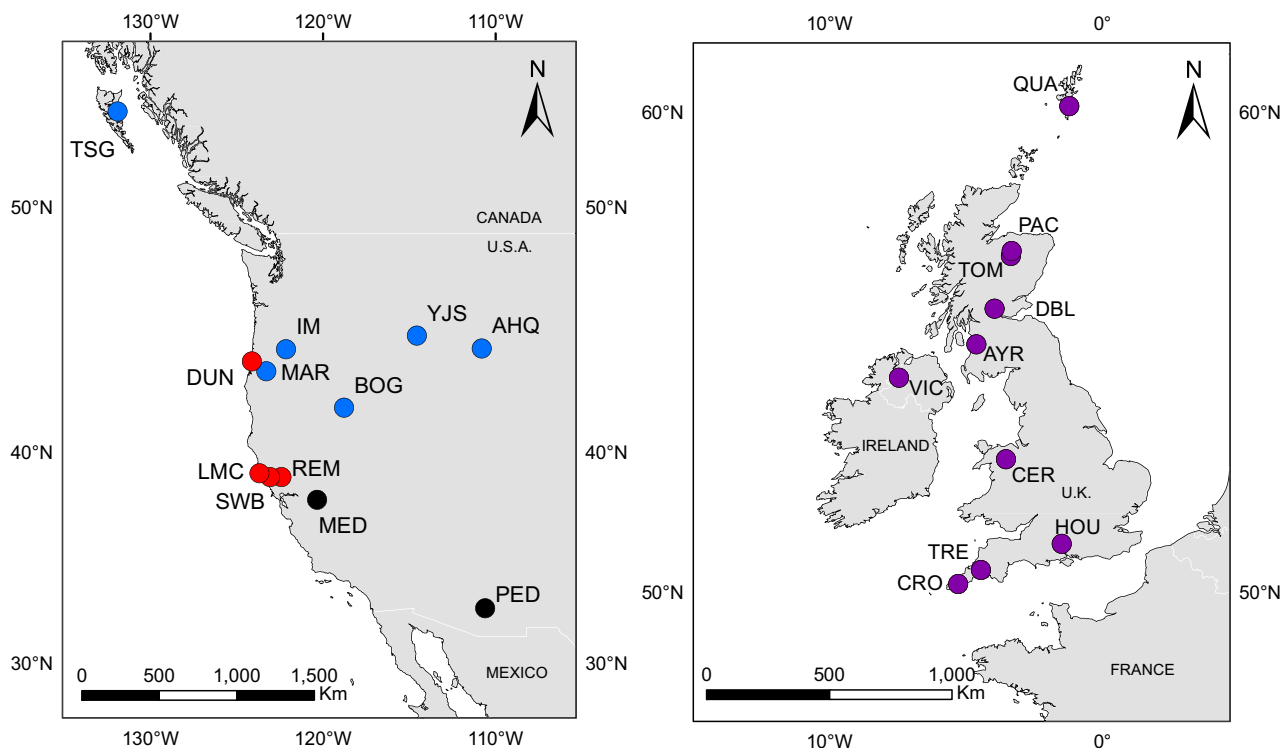 130°W 120°W 110°W
N
TSG
50°N 50°N
CANADA
U.S.A.
YJS
IM
AHQ
DUN
MAR
BOG
40°N 40°N
LMC
REM
SWB
MED
PED
30°N 30°N
MEXICO
0 500 1,000 1,500
Km
130°W 120°W 110°W
10°W 0°
N
QUA
60°N 60°N
PAC
TOM
DBL
AYR
VIC
IRELAND
CER
U.K.
HOU
TRE
CRO
50°N 50°N
FRANCE
0 500 1,000
Km
10°W 0°